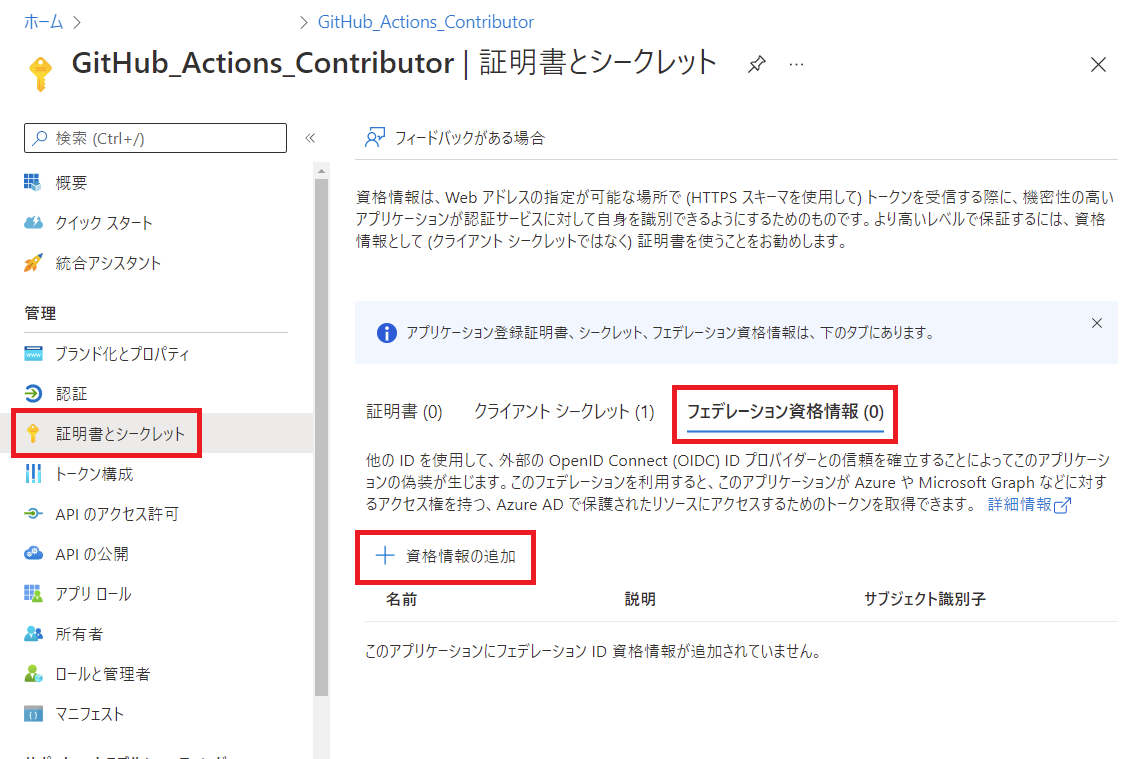 ホーム > > GitHub_Actions_Contributor
GitHub_Actions_Contributor | 証明書とシークレット
検索 (Ctrl+/)
概要
クイック スタート
統合アシスタント
管理
ブランド化とプロパティ
認証
証明書とシークレット
トークン構成
API のアクセス許可
API の公開
アプリ ロール
所有者
ロールと管理者
マニフェスト
フィードバックがある場合
資格情報は、Web アドレスの指定が可能な場所で (HTTPS スキーマを使用して) トークンを受信する際に、機密性の高い
アプリケーションが認証サービスに対して自身を識別できるようにするためのものです。より高いレベルで保証するには、資格
情報として (クライアント シークレットではなく) 証明書を使うことをお勧めします。
アプリケーション登録証明書、シークレット、フェデレーション資格情報は、下のタブにあります。
証明書 (0) クライアント シークレット (1) フェデレーション資格情報 (0)
他の ID を使用して、外部の OpenID Connect (OIDC) ID プロバイダーとの信頼を確立することによってこのアプリケーシ
ョンの偽装が生じます。このフェデレーションを利用すると、このアプリケーションが Azure や Microsoft Graph などに対す
るアクセス権を持つ、Azure AD で保護されたリソースにアクセスするためのトークンを取得できます。 詳細情報
資格情報の追加
名前 説明 サブジェクト識別子
このアプリケーションにフェデレーション ID 資格情報が追加されていません。